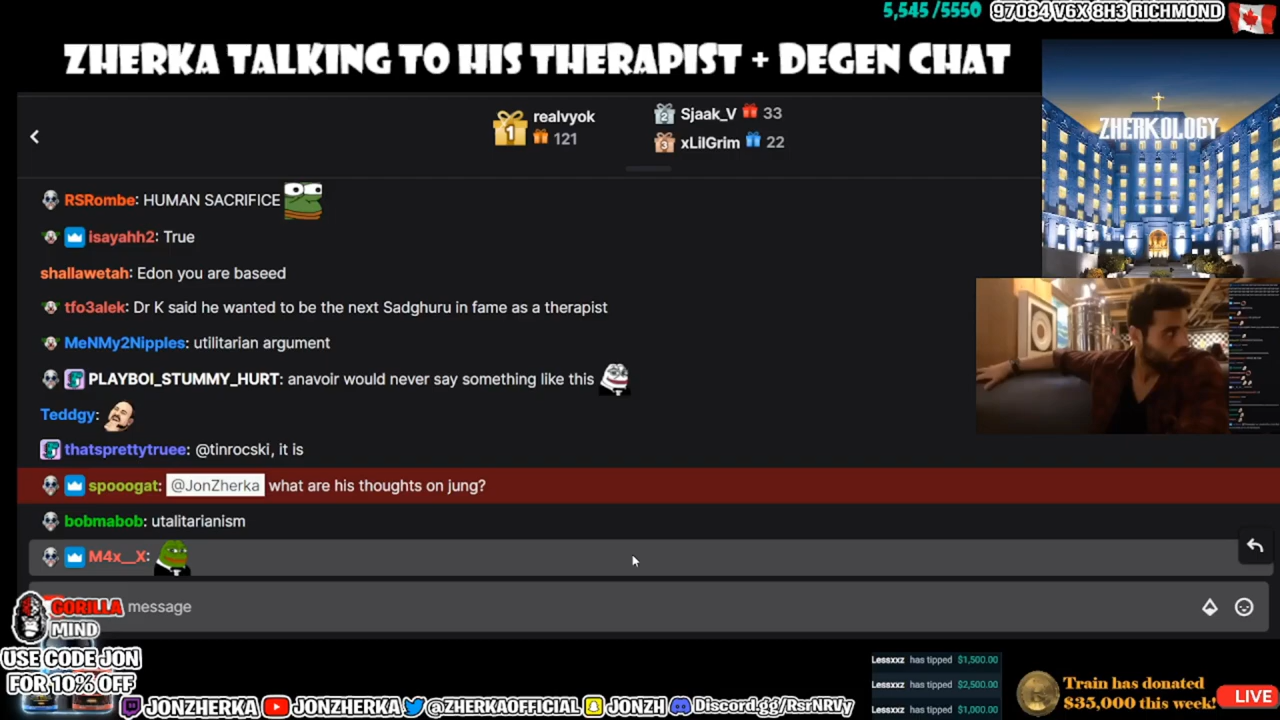 5,545 /5550
97084 V6X 8H3 RICHMOND
ZHERKA TALKING TO HIS THERAPIST + DEGEN CHAT
ZHERKOLO6Y
1
realvyok
121
2
Sjaak_V 33
3
xLilGrim 22
RSRombe: HUMAN SACRIFICE
isayahh2: True
shallawetah: Edon you are baseed
tfo3alek: Dr K said he wanted to be the next Sadghuru in fame as a therapist
MeNMy2Nipples: utilitarian argument
PLAYBOI_STUMMY_HURT: anavoir would never say something like this
Teddgy:
thatsprettytruee: @tinrocski, it is
spooogat: @JonZherka what are his thoughts on jung?
bobmabob: utalitarianism
M4x__X:
message
GORILLA
MIND
USE CODE JON
FOR 10% OFF
JONZHERKA JONZHERKA @ZHERKAOFFICIAL JONZH Discord.gg/RsrNRVy
Lessxxz has tipped $1,500.00
Lessxxz has tipped $2,500.00
Lessxxz has tipped $1,000.00
Train has donated
$35,000 this week!
LIVE